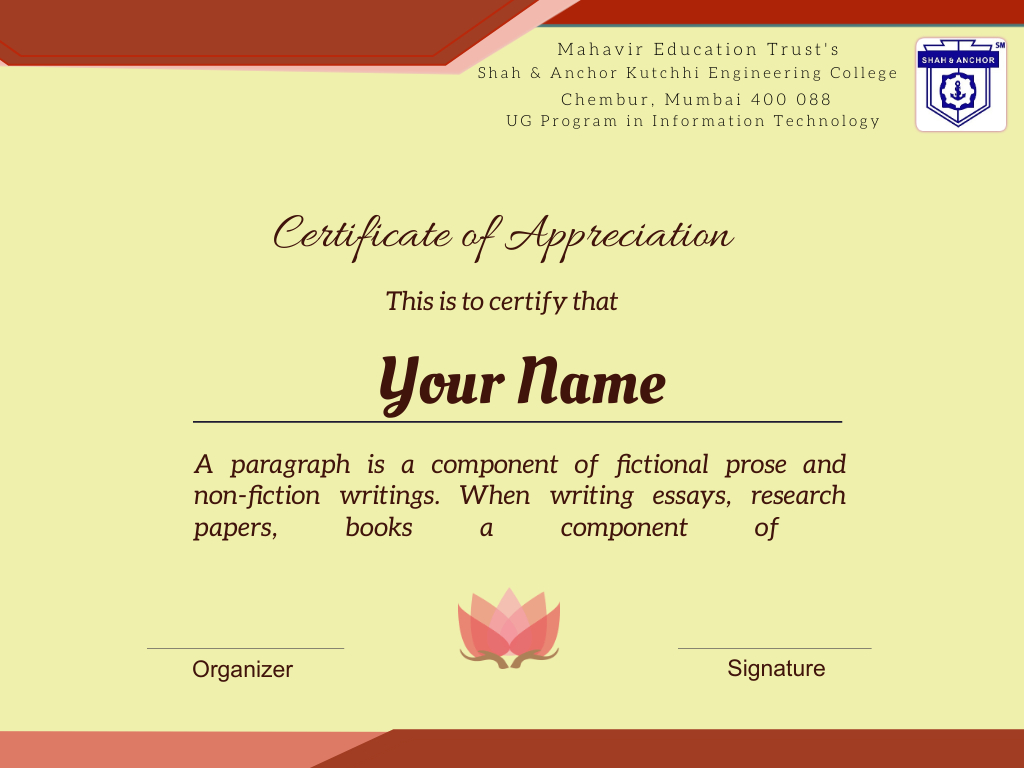 Mahavir Education Trust's
Shah & Anchor Kutchhi Engineering College
Chembur, Mumbai 400 088
UG Program in Information Technology
SM
SHAH & ANCHOR
Certificate of Appreciation
This is to certify that
Your Name
A paragraph is a component of fictional prose and
non-fiction writings. When writing essays, research
papers, books a component of
Organizer
Signature